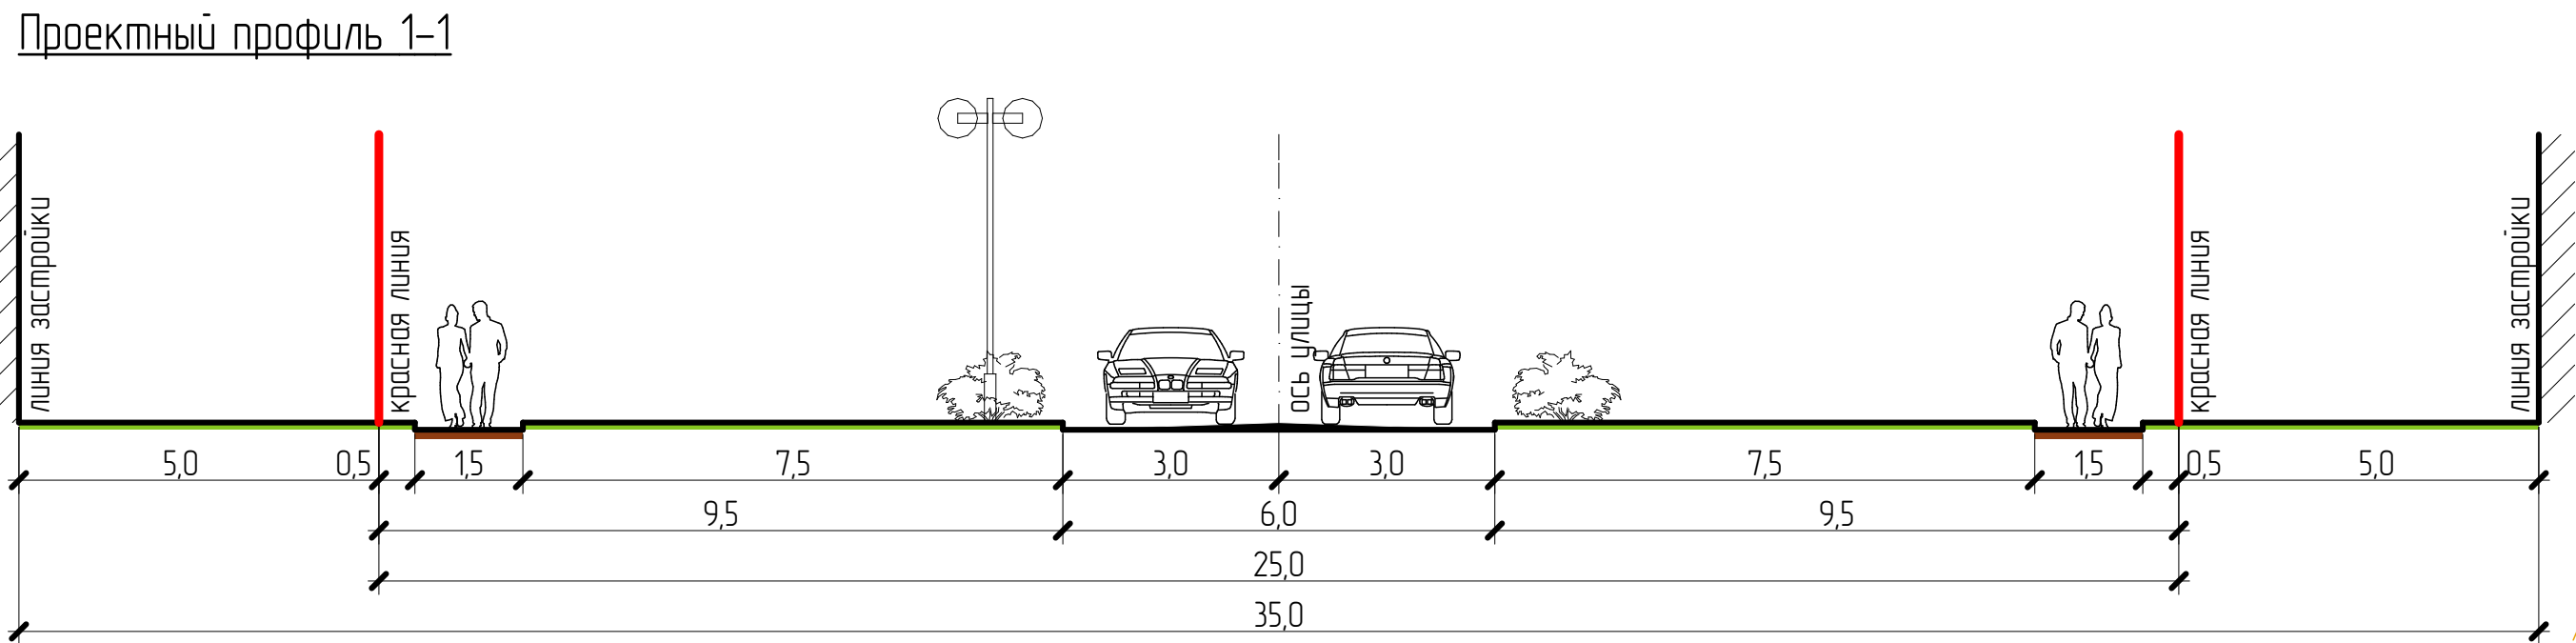 Проектный профиль 1-1
линия застройки
красная линия
ось улицы
красная линия
линия застройки
5,0
0,5
1,5
7,5
3,0
3,0
7,5
1,5
0,5
5,0
9,5
6,0
9,5
25,0
35,0